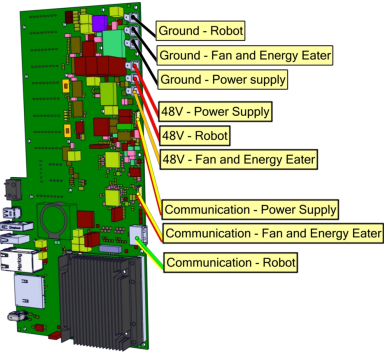 Ground - Robot
Ground - Fan and Energy Eater
Ground - Power supply
48V - Power Supply
48V - Robot
48V - Fan and Energy Eater
Communication - Power Supply
Communication - Fan and Energy Eater
Communication - Robot